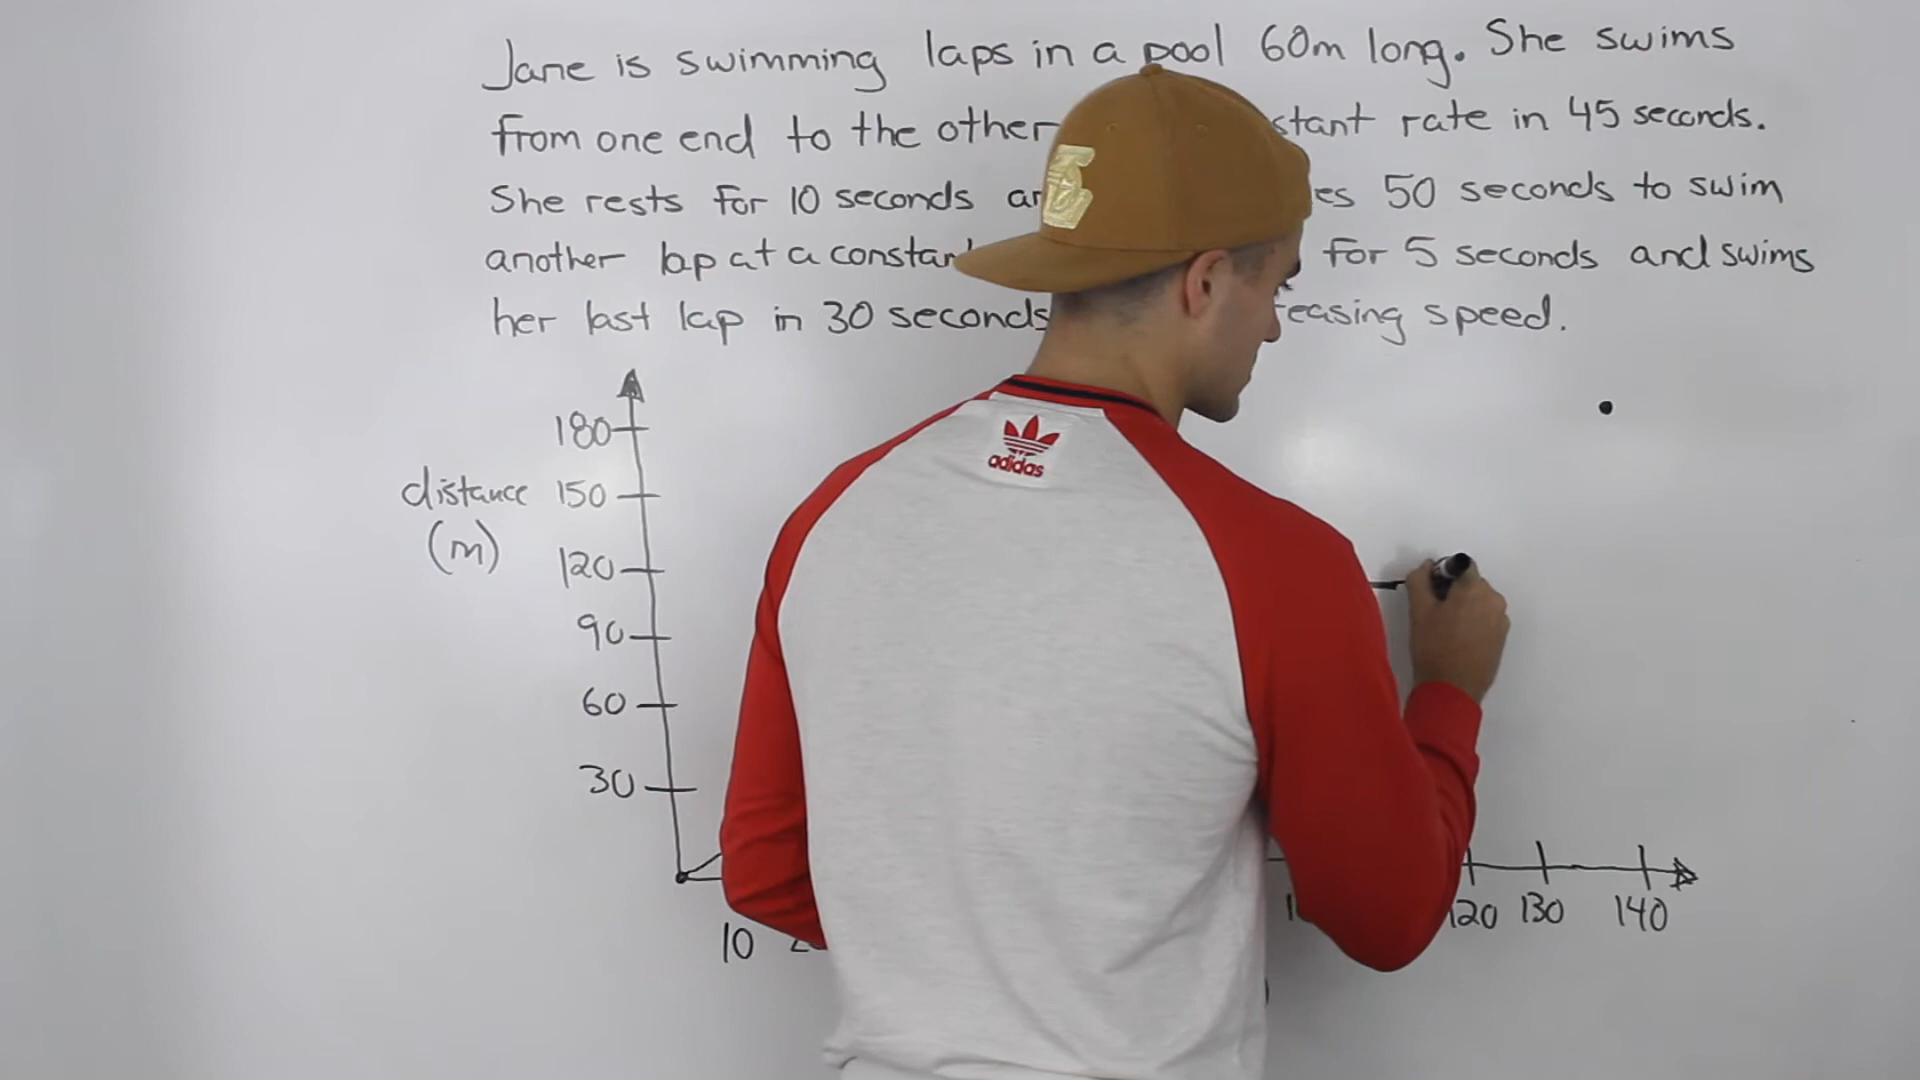 Jane is swimming laps in a pool 60m long. She swims
from one end to the other stant rate in 45 seconds.
She rests for 10 seconds es 50 seconds to swim
another lap at a constan for 5 seconds and swims
her last lap in 30 seconds easing speed.
180
distance 150
(m)
120
90
60
30
10
120 130 140
adidas